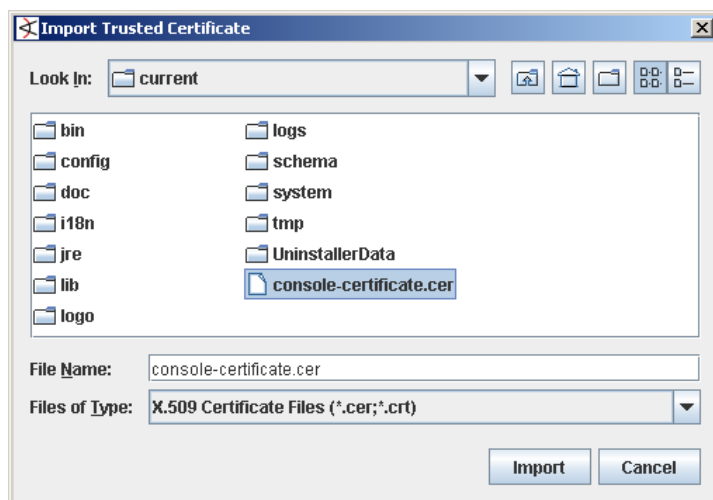 Import Trusted Certificate
Look In: current
bin logs
config schema
doc system
i18n tmp
jre UninstallerData
lib console-certificate.cer
logo
File Name: console-certificate.cer
Files of Type: X.509 Certificate Files (*.cer;*.crt)
Import Cancel